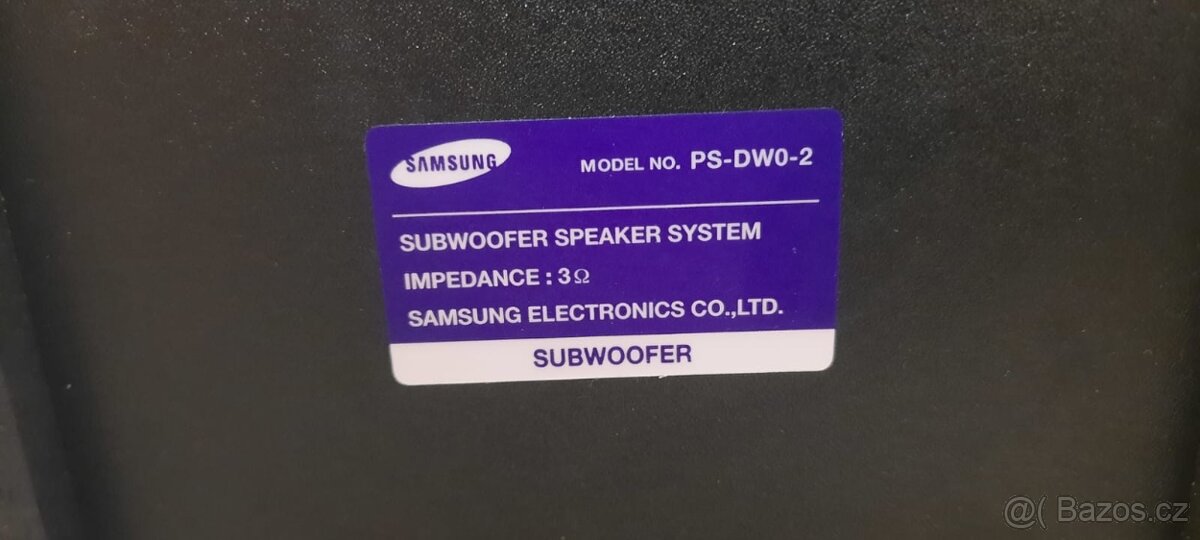 SAMSUNG
MODEL NO. PS-DW0-2
SUBWOOFER SPEAKER SYSTEM
IMPEDANCE : 3Ω
SAMSUNG ELECTRONICS CO.,LTD.
SUBWOOFER
@( Bazos.cz